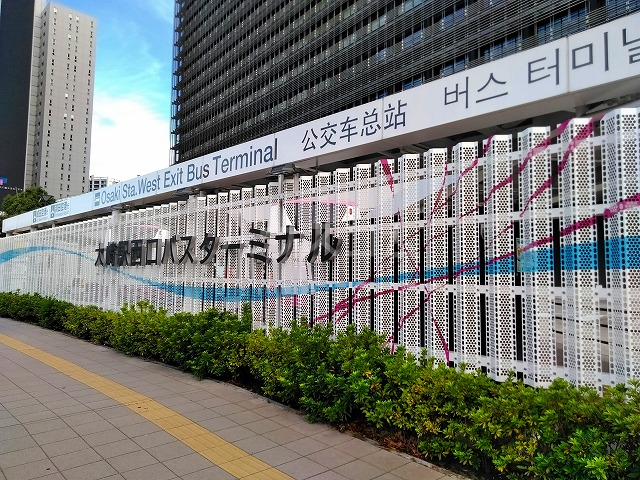 Osaki Sta. West Exit Bus Terminal 公交车总站 버스 터미널
大崎駅西口バスターミナル